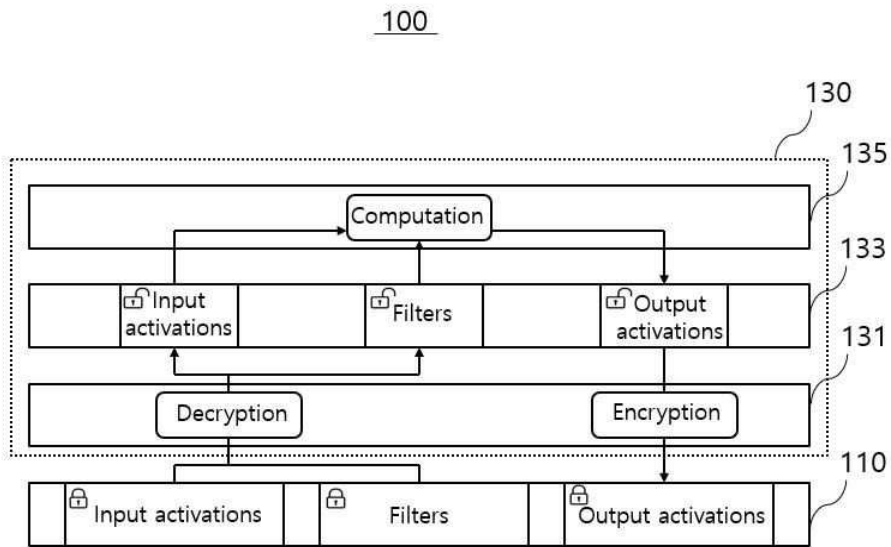 100
130
135
Computation
133
Input
activations
Filters
Output
activations
131
Decryption
Encryption
110
Input activations
Filters
Output activations